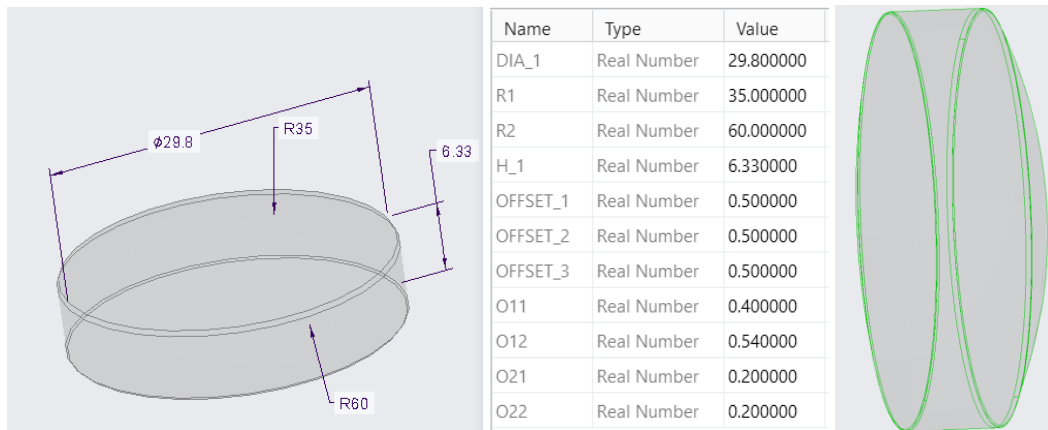 ⌀29.8
R35
6.33
R60
Name Type Value
DIA_1 Real Number 29.800000
R1 Real Number 35.000000
R2 Real Number 60.000000
H_1 Real Number 6.330000
OFFSET_1 Real Number 0.500000
OFFSET_2 Real Number 0.500000
OFFSET_3 Real Number 0.500000
O11 Real Number 0.400000
O12 Real Number 0.540000
O21 Real Number 0.200000
O22 Real Number 0.200000